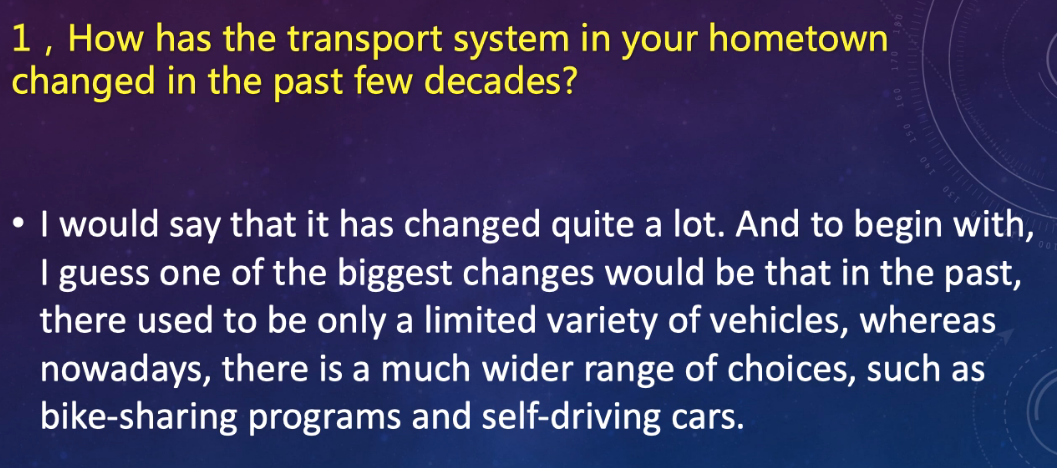 1，How has the transport system in your hometown
changed in the past few decades?
• I would say that it has changed quite a lot. And to begin with,
I guess one of the biggest changes would be that in the past,
there used to be only a limited variety of vehicles, whereas
nowadays, there is a much wider range of choices, such as
bike-sharing programs and self-driving cars.